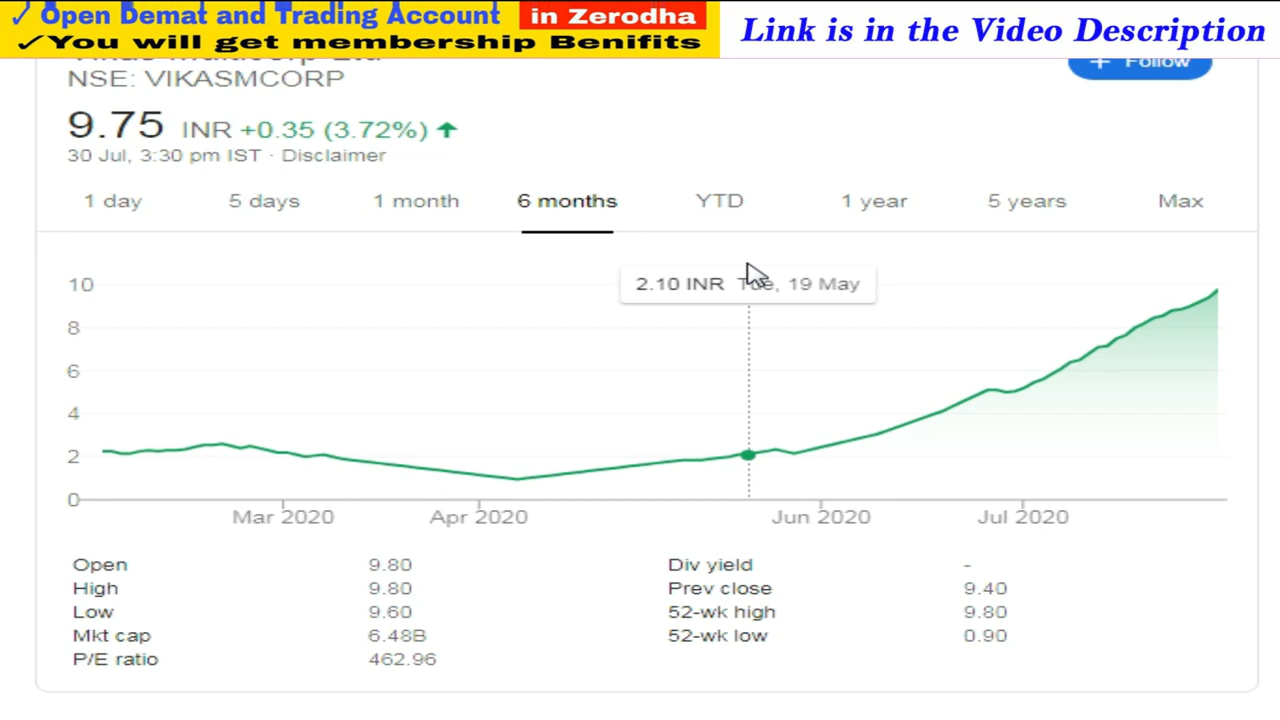 ✓ Open Demat and Trading Account in Zerodha
✓You will get membership Benifits
Link is in the Video Description
Vikas Multicorp Ltd
+ Follow
NSE: VIKASMCORP
9.75 INR +0.35 (3.72%) ↑
30 Jul, 3:30 pm IST · Disclaimer
1 day 5 days 1 month 6 months YTD 1 year 5 years Max
2.10 INR Tue, 19 May
10
8
6
4
2
0
Mar 2020 Apr 2020 Jun 2020 Jul 2020
Open 9.80 Div yield -
High 9.80 Prev close 9.40
Low 9.60 52-wk high 9.80
Mkt cap 6.48B 52-wk low 0.90
P/E ratio 462.96